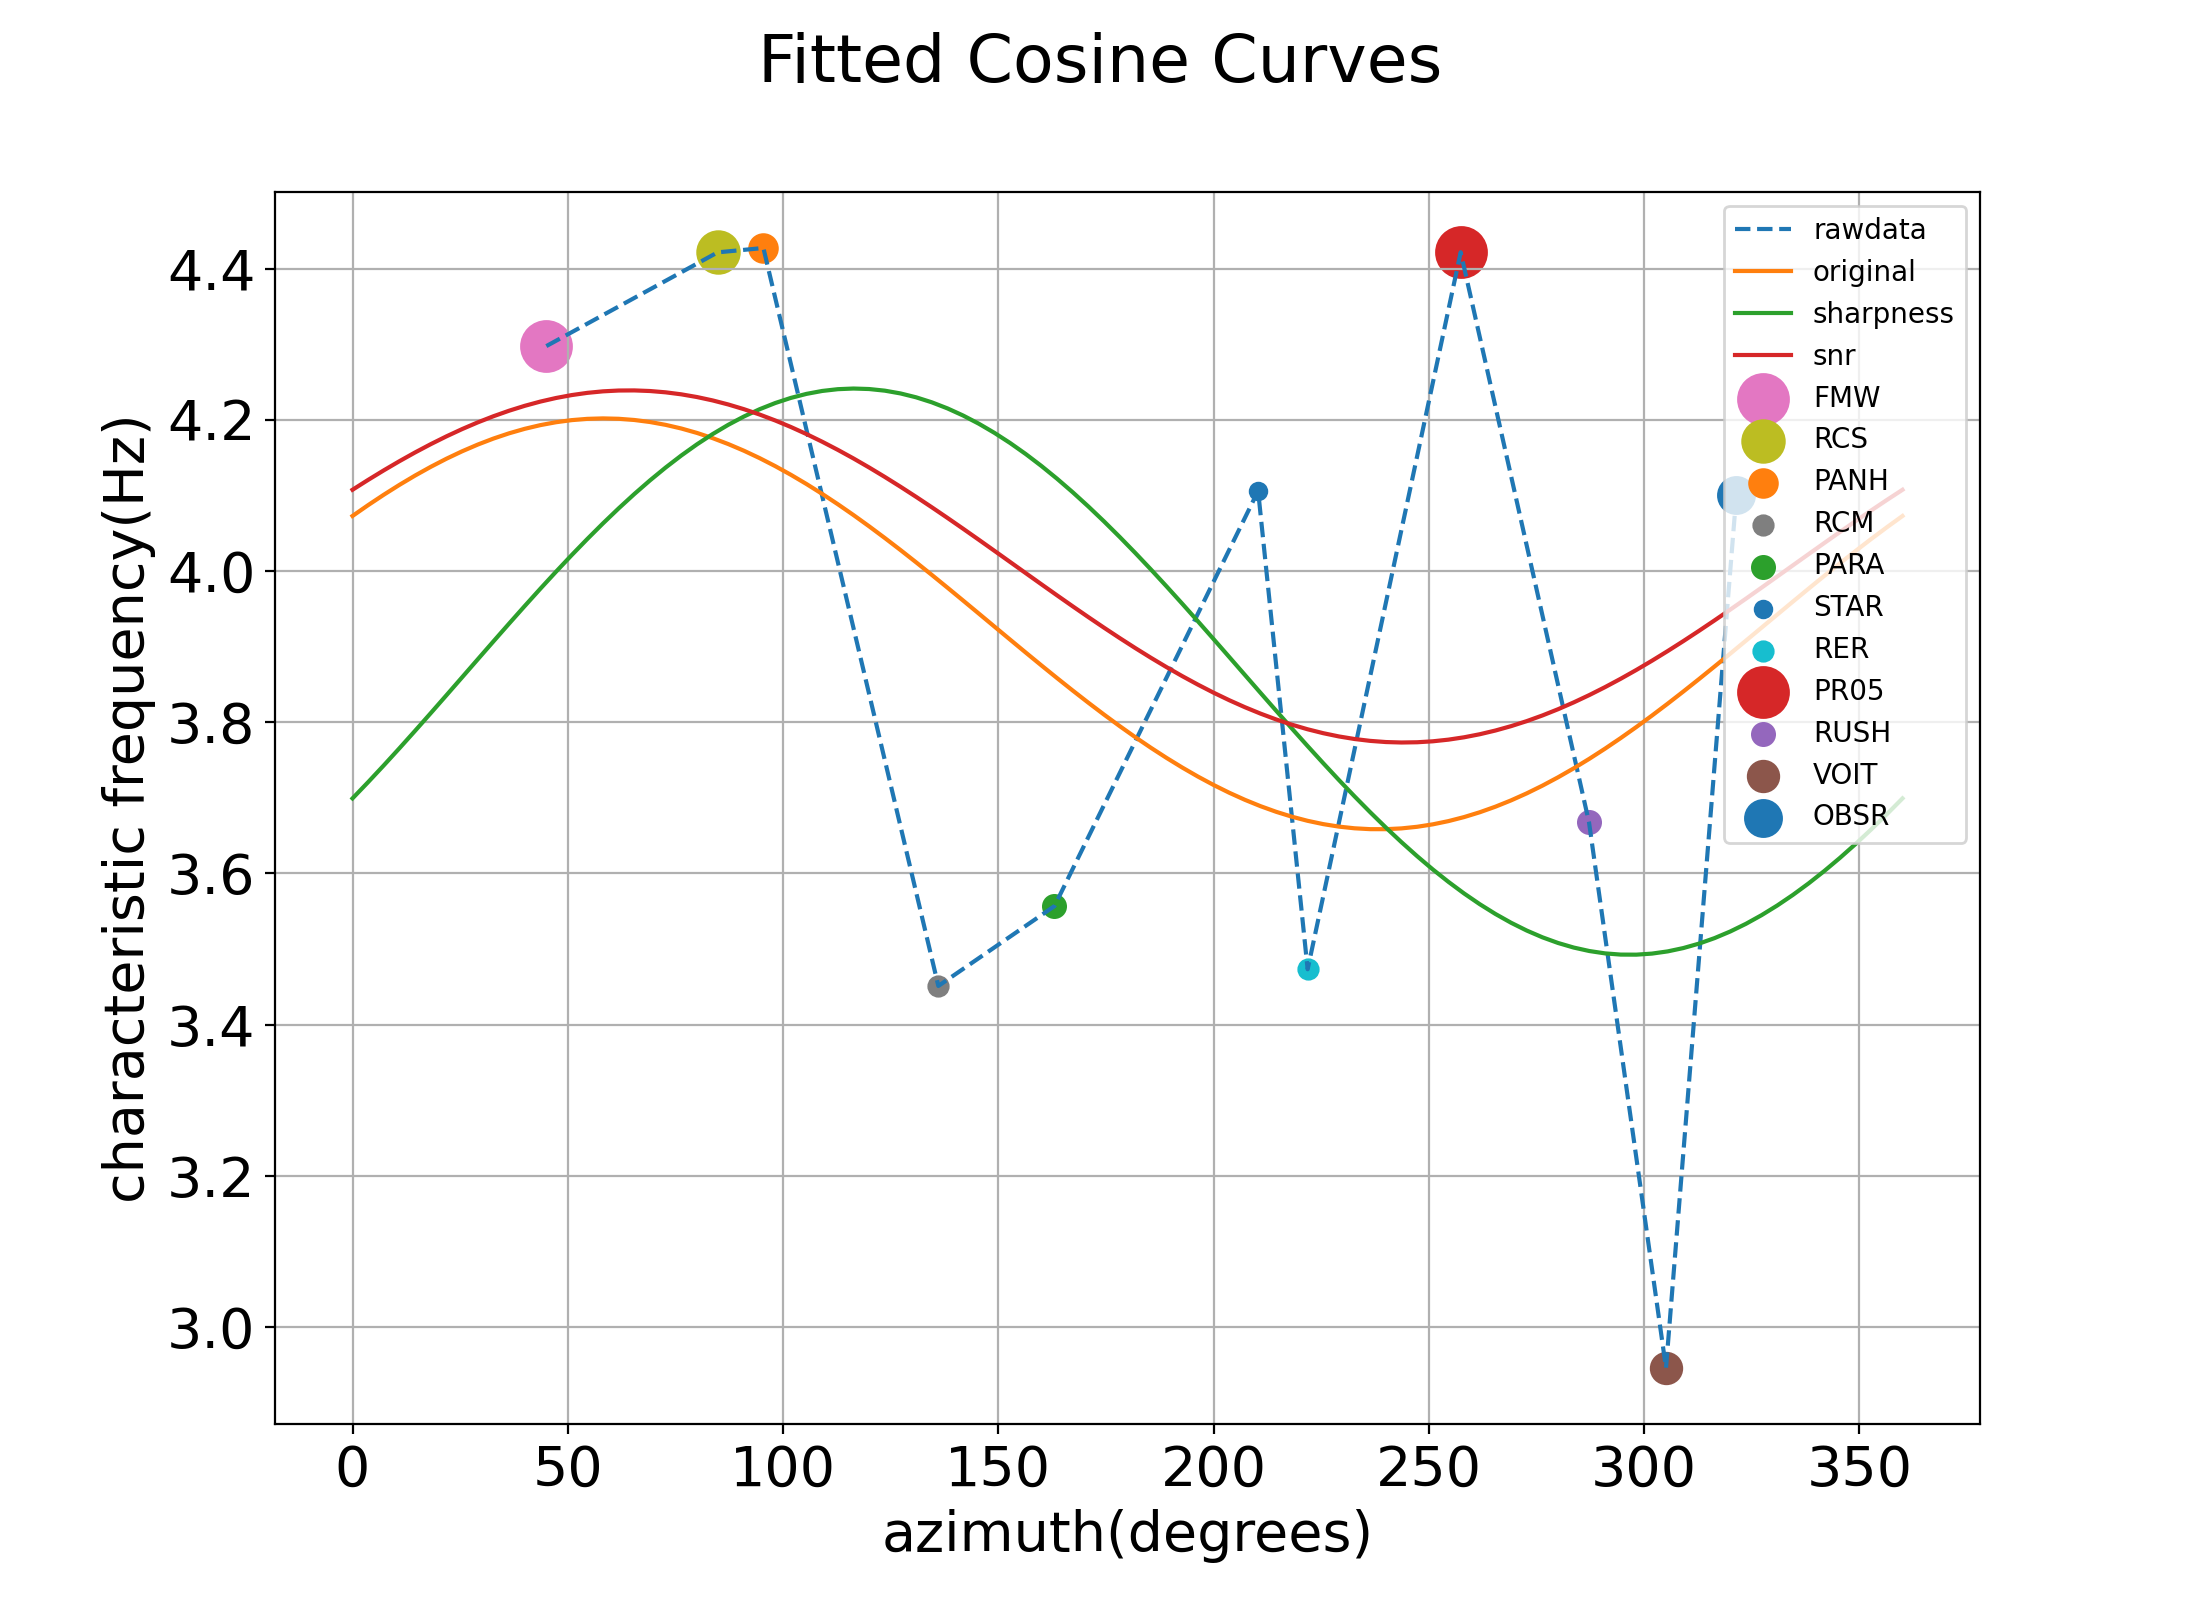 Fitted Cosine Curves
characteristic frequency(Hz)
4.4
4.2
4.0
3.8
3.6
3.4
3.2
3.0
0 50 100 150 200 250 300 350
azimuth(degrees)
rawdata
original
sharpness
snr
FMW
RCS
PANH
RCM
PARA
STAR
RER
PR05
RUSH
VOIT
OBSR